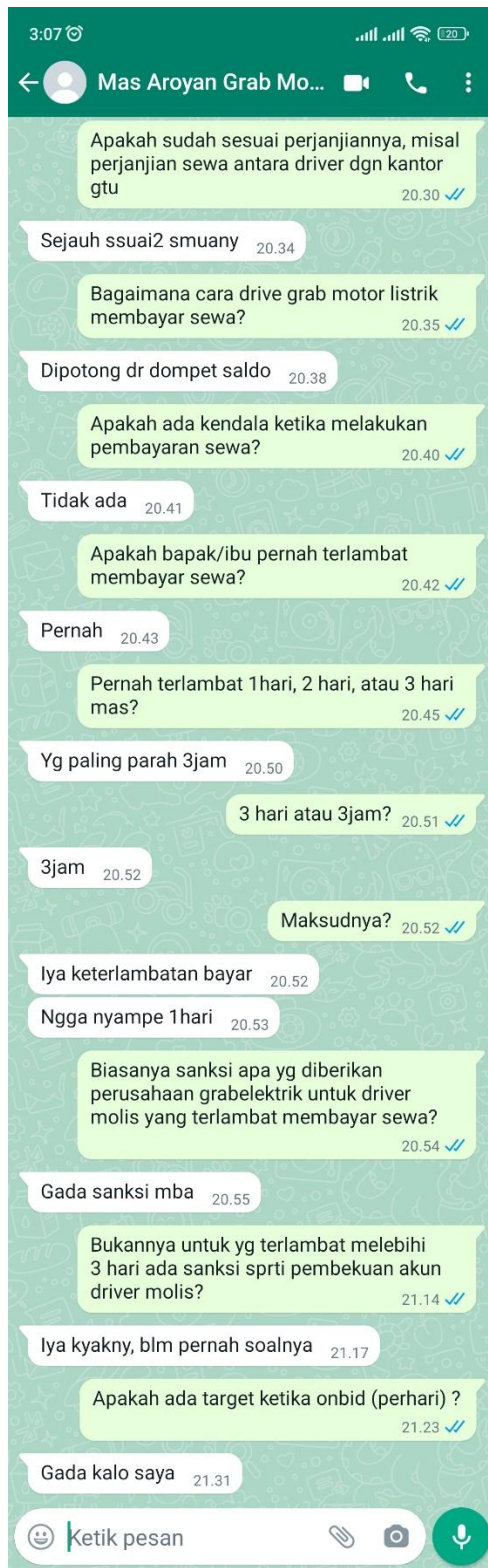 3:07
20
Mas Aroyan Grab Mo...
Apakah sudah sesuai perjanjiannya, misal
perjanjian sewa antara driver dgn kantor
gtu
20.30
Sejauh ssuai2 smuany 20.34
Bagaimana cara drive grab motor listrik
membayar sewa?
20.35
Dipotong dr dompet saldo 20.38
Apakah ada kendala ketika melakukan
pembayaran sewa?
20.40
Tidak ada 20.41
Apakah bapak/ibu pernah terlambat
membayar sewa?
20.42
Pernah 20.43
Pernah terlambat 1hari, 2 hari, atau 3 hari
mas?
20.45
Yg paling parah 3jam 20.50
3 hari atau 3jam? 20.51
3jam 20.52
Maksudnya? 20.52
Iya keterlambatan bayar 20.52
Ngga nyampe 1hari 20.53
Biasanya sanksi apa yg diberikan
perusahaan grabelektrik untuk driver
molis yang terlambat membayar sewa?
20.54
Gada sanksi mba 20.55
Bukannya untuk yg terlambat melebihi
3 hari ada sanksi sprti pembekuan akun
driver molis?
21.14
Iya kyakny, blm pernah soalnya 21.17
Apakah ada target ketika onbid (perhari) ?
21.23
Gada kalo saya 21.31
Ketik pesan